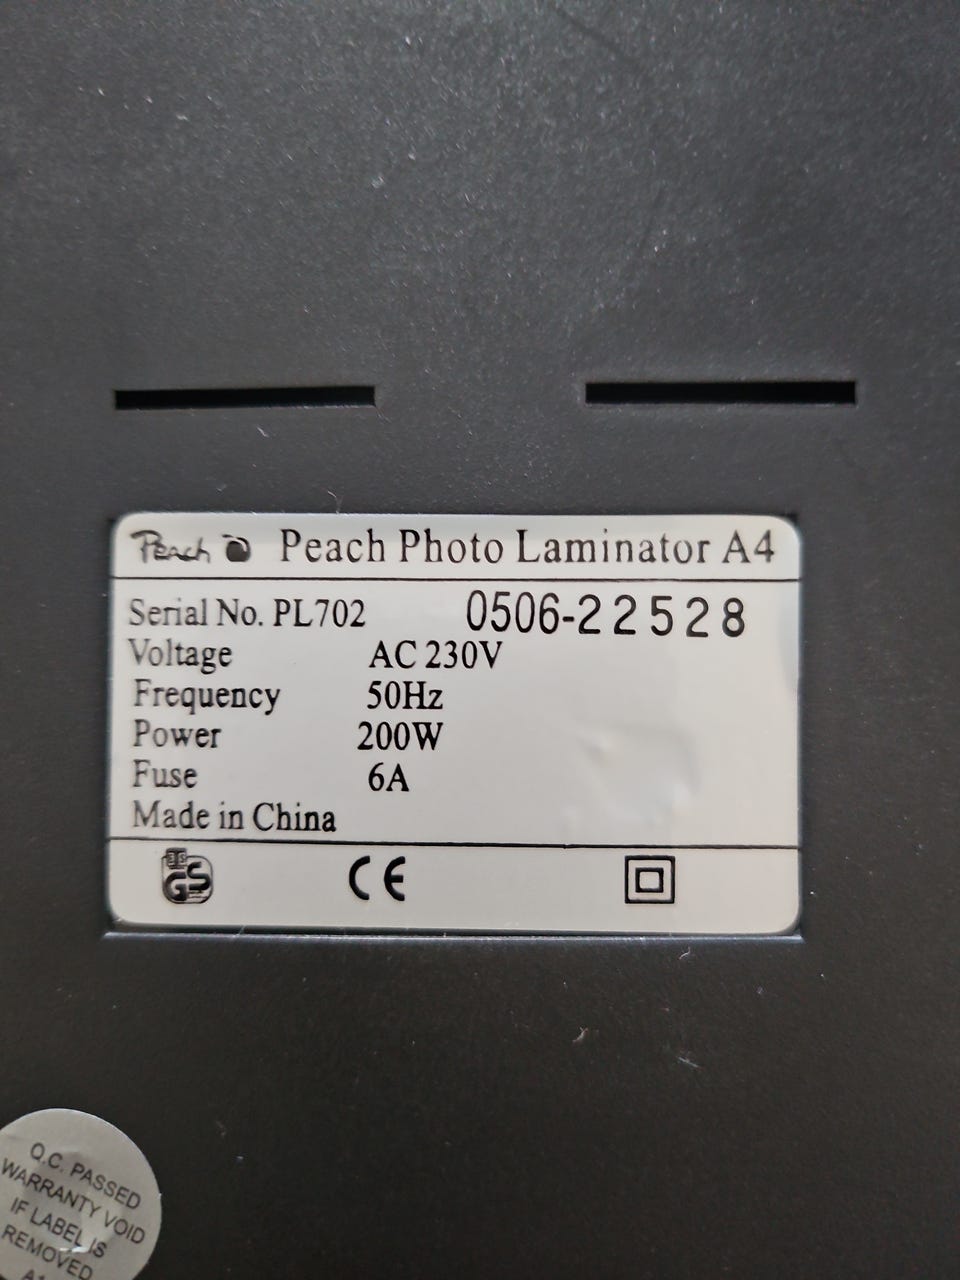 Peach Peach Photo Laminator A4
Serial No. PL702 0506-22528
Voltage AC 230V
Frequency 50Hz
Power 200W
Fuse 6A
Made in China
GS CE
Q.C. PASSED
WARRANTY VOID
IF LABEL IS
REMOVED